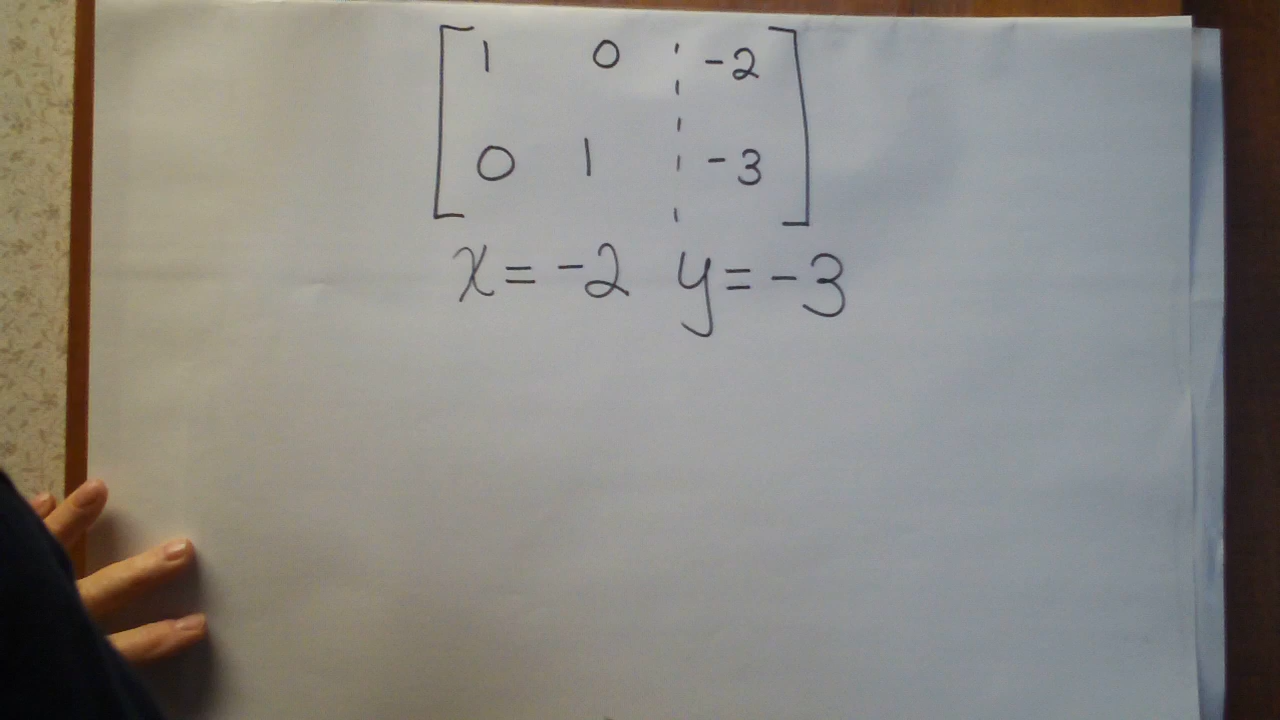 1 0 -2
0 1 -3
x = -2 y = -3